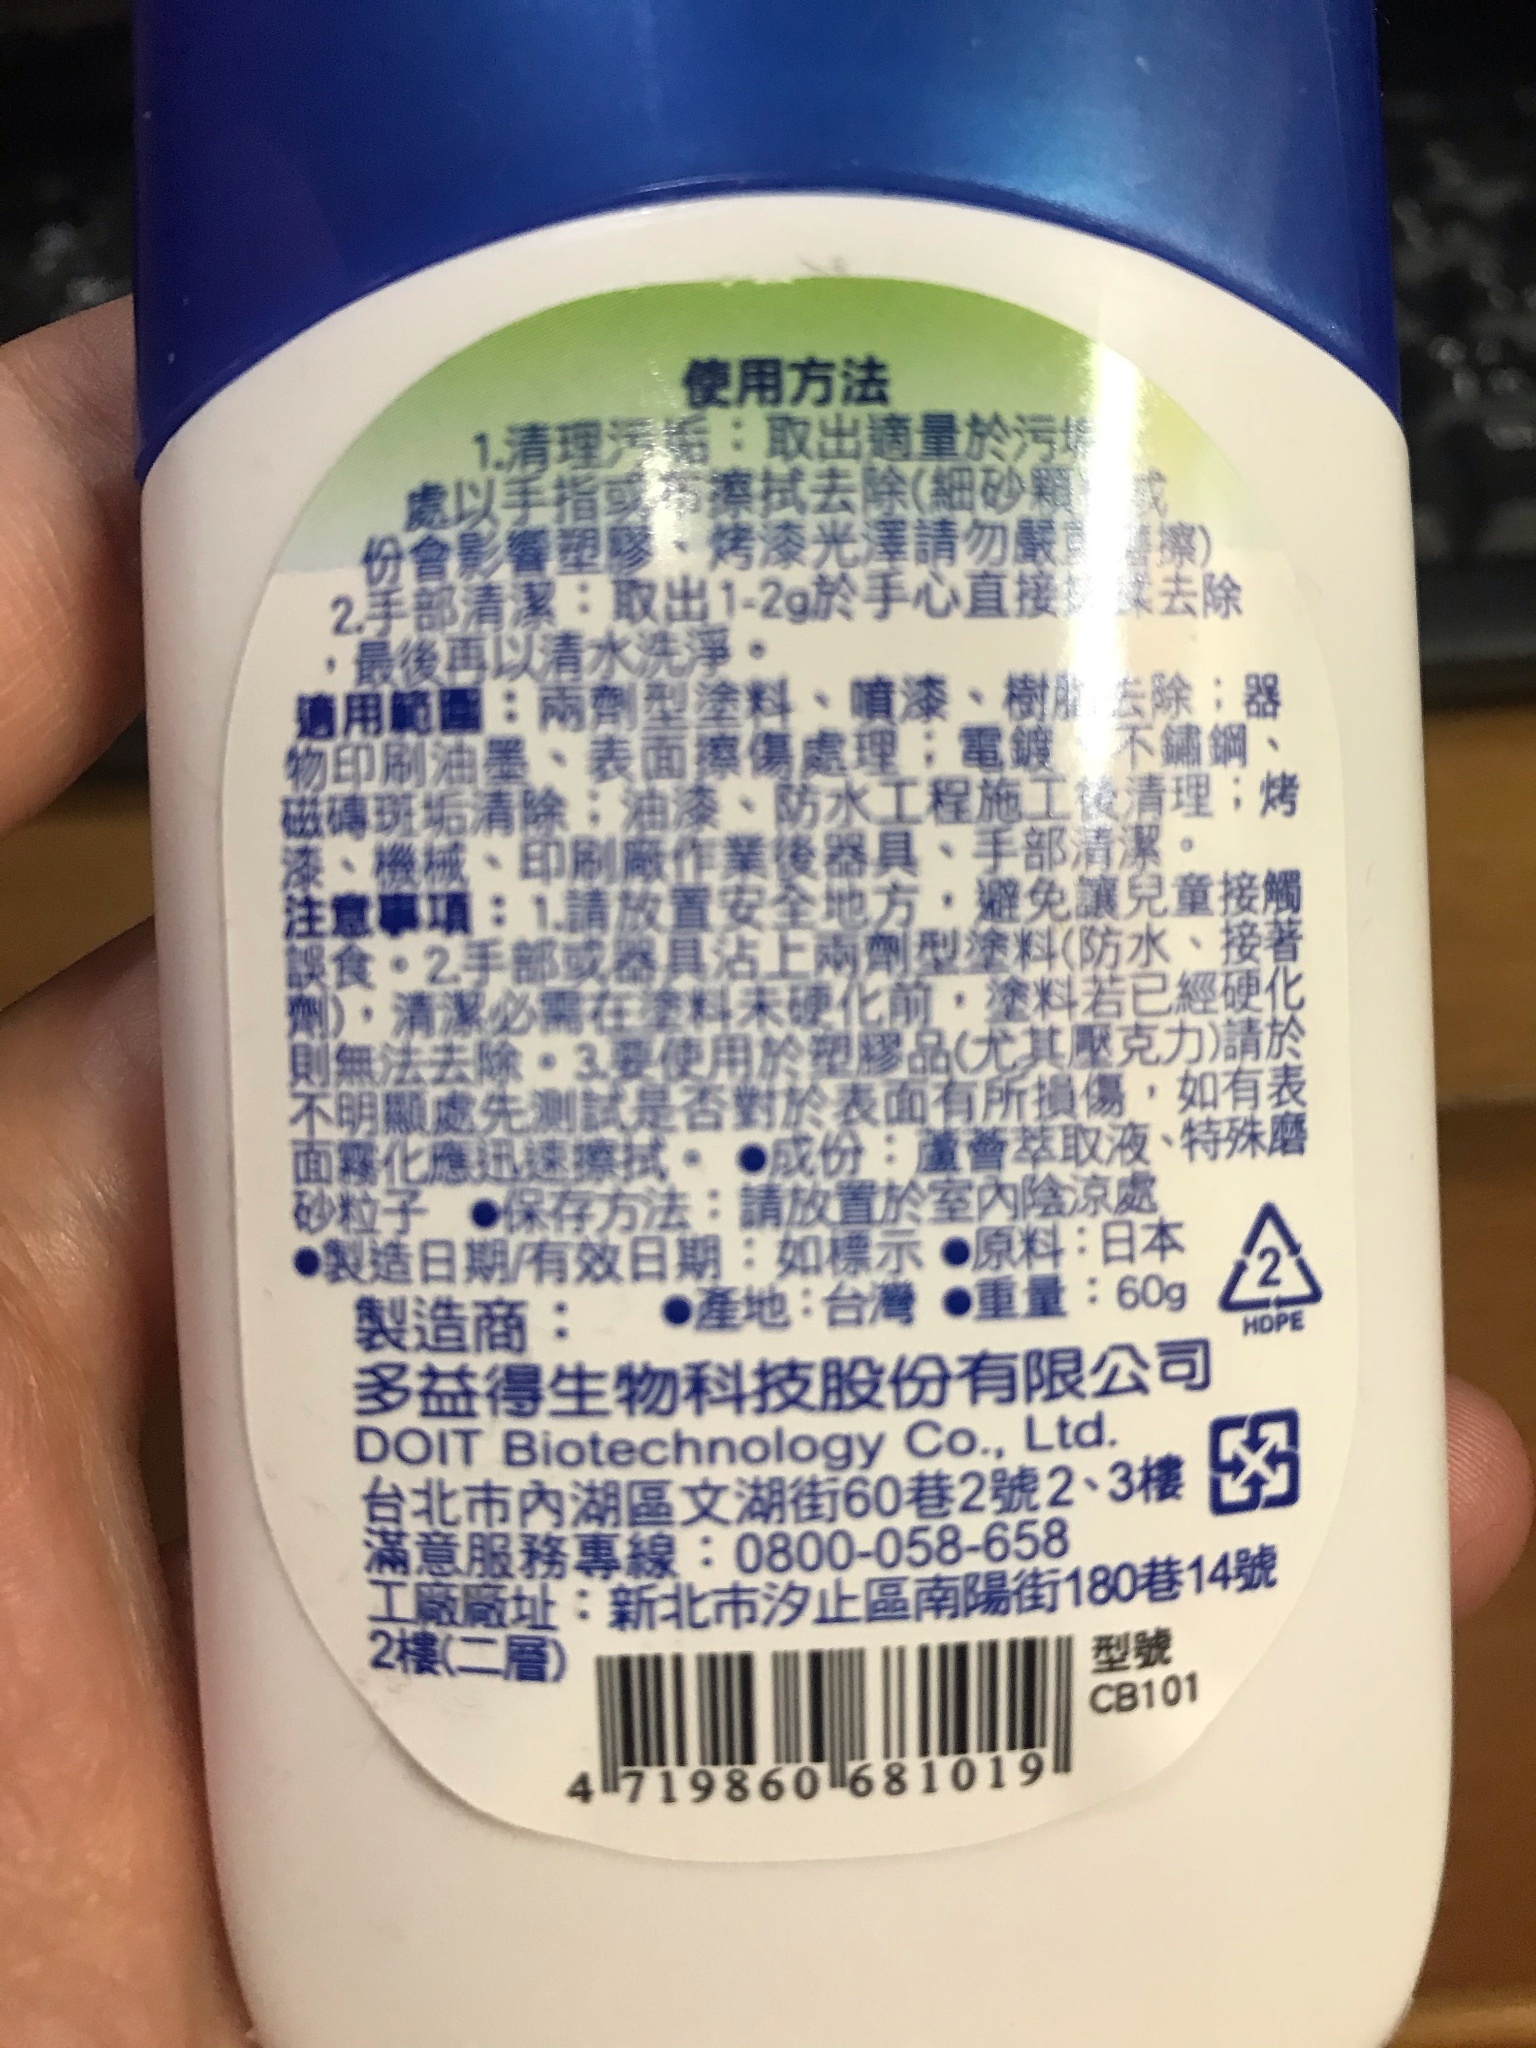 使用方法
1.清理污垢：取出適量於污垢
處以手指或布擦拭去除(細砂顆
份會影響塑膠、烤漆光澤請勿嚴重磨擦)
2.手部清潔：取出1-2g於手心直接搓揉去除
，最後再以清水洗淨。
適用範圍：兩劑型塗料、噴漆、樹脂去除；器
物印刷油墨、表面擦傷處理；電鍍、不鏽鋼、
磁磚斑垢清除；油漆、防水工程施工後清理；烤
漆、機械、印刷廠作業後器具、手部清潔。
注意事項：1.請放置安全地方，避免讓兒童接觸
誤食。2.手部或器具沾上兩劑型塗料(防水、接著
劑)，清潔必需在塗料未硬化前，塗料若已經硬化
則無法去除。3.要使用於塑膠品(尤其壓克力)請於
不明顯處先測試是否對於表面有所損傷，如有表
面霧化應迅速擦拭。 ●成份：蘆薈萃取液、特殊磨
砂粒子 ●保存方法：請放置於室內陰涼處
●製造日期/有效日期：如標示 ●原料：日本
●產地：台灣 ●重量：60g
2
HDPE
製造商：
多益得生物科技股份有限公司
DOIT Biotechnology Co., Ltd.
台北市內湖區文湖街60巷2號2、3樓
滿意服務專線：0800-058-658
工廠廠址：新北市汐止區南陽街180巷14號
2樓(二層)
型號
CB101
4 719860 681019